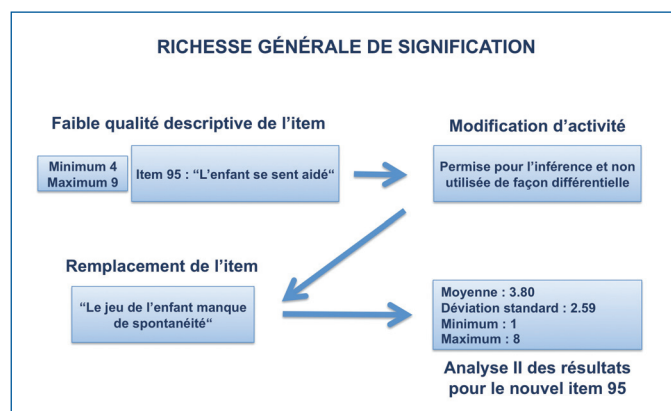 RICHESSE GÉNÉRALE DE SIGNIFICATION
Faible qualité descriptive de l’item
Minimum 4
Maximum 9
Item 95 : “L’enfant se sent aidé“
Modification d’activité
Permise pour l’inférence et non
utilisée de façon différentielle
Remplacement de l’item
“Le jeu de l’enfant manque
de spontanéité“
Moyenne : 3.80
Déviation standard : 2.59
Minimum : 1
Maximum : 8
Analyse II des résultats
pour le nouvel item 95